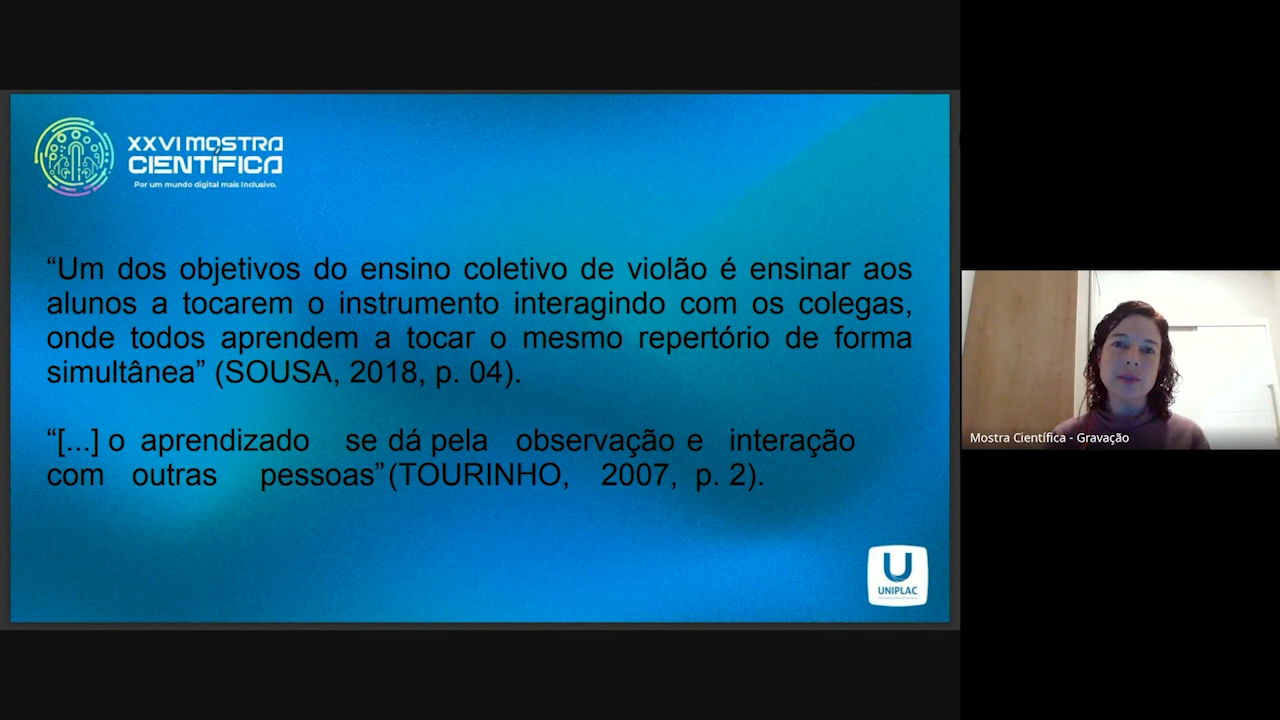 XXVI MOSTRA
CIENTÍFICA
Por um mundo digital mais Inclusivo.
“Um dos objetivos do ensino coletivo de violão é ensinar aos
alunos a tocarem o instrumento interagindo com os colegas,
onde todos aprendem a tocar o mesmo repertório de forma
simultânea” (SOUSA, 2018, p. 04).
“[...] o aprendizado se dá pela observação e interação
com outras pessoas” (TOURINHO, 2007, p. 2).
Mostra Científica - Gravação
U
UNIPLAC